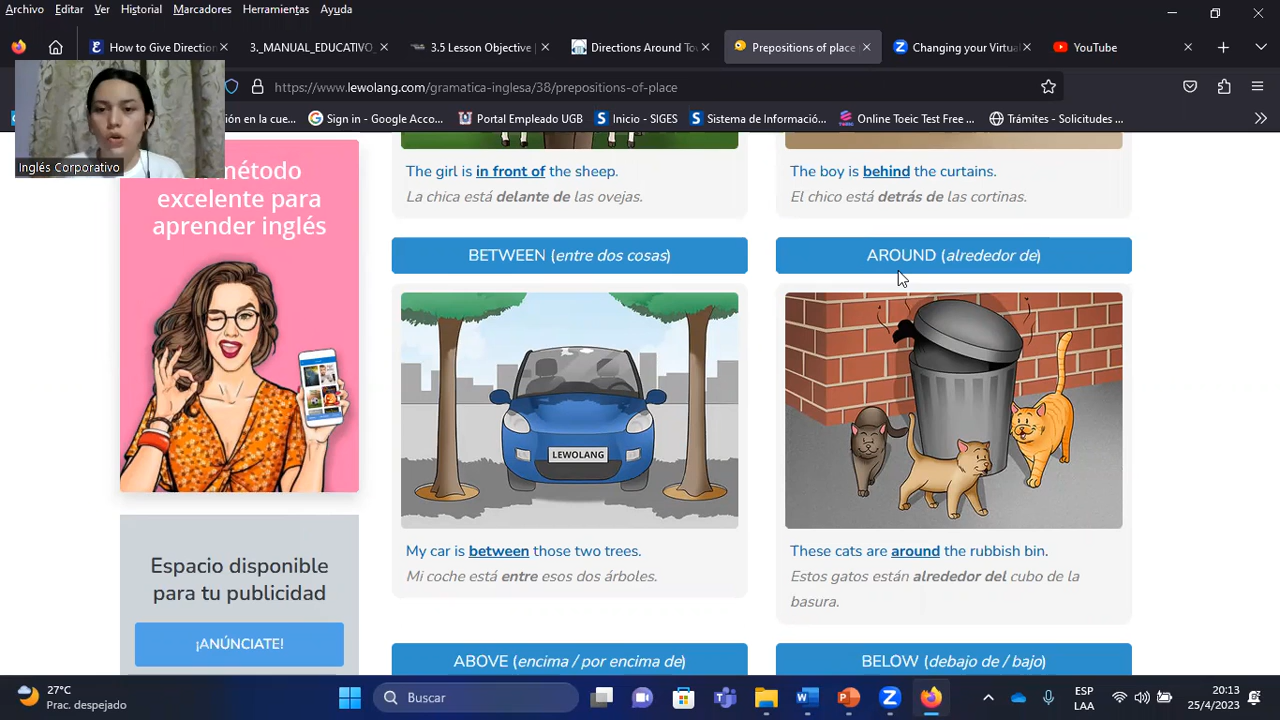 Archivo Editar Ver Historial Marcadores Herramientas Ayuda
How to Give Direction
3._MANUAL_EDUCATIVO_
3.5 Lesson Objective |
Directions Around Tov
Prepositions of place
Changing your Virtual
YouTube
https://www.lewolang.com/gramatica-inglesa/38/prepositions-of-place
ón en la cue...
Sign in - Google Acco...
Portal Empleado UGB
Inicio - SIGES
Sistema de Informació...
Online Toeic Test Free ...
Trámites - Solicitudes ...
Inglés Corporativo
método
excelente para
aprender inglés
Espacio disponible
para tu publicidad
¡ANÚNCIATE!
The girl is in front of the sheep.
La chica está delante de las ovejas.
The boy is behind the curtains.
El chico está detrás de las cortinas.
BETWEEN (entre dos cosas)
AROUND (alrededor de)
LEWOLANG
My car is between those two trees.
Mi coche está entre esos dos árboles.
These cats are around the rubbish bin.
Estos gatos están alrededor del cubo de la
basura.
ABOVE (encima / por encima de)
BELOW (debajo de / bajo)
27°C
Prac. despejado
Buscar
ESP
LAA
20:13
25/4/2023